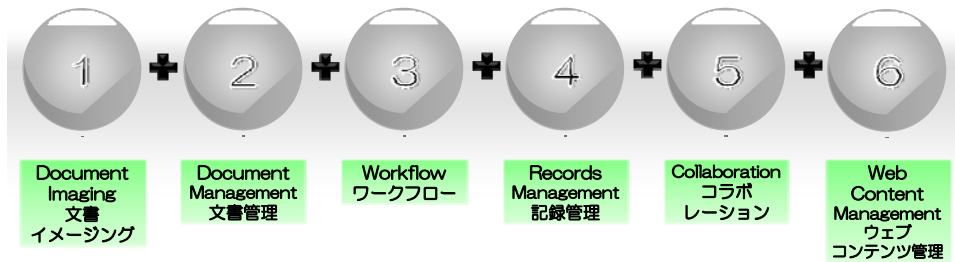 1
2
3
4
5
6
Document
Imaging
文書
イメージング
Document
Management
文書管理
Workflow
ワークフロー
Records
Management
記録管理
Collaboration
コラボ
レーション
Web
Content
Management
ウェブ
コンテンツ管理